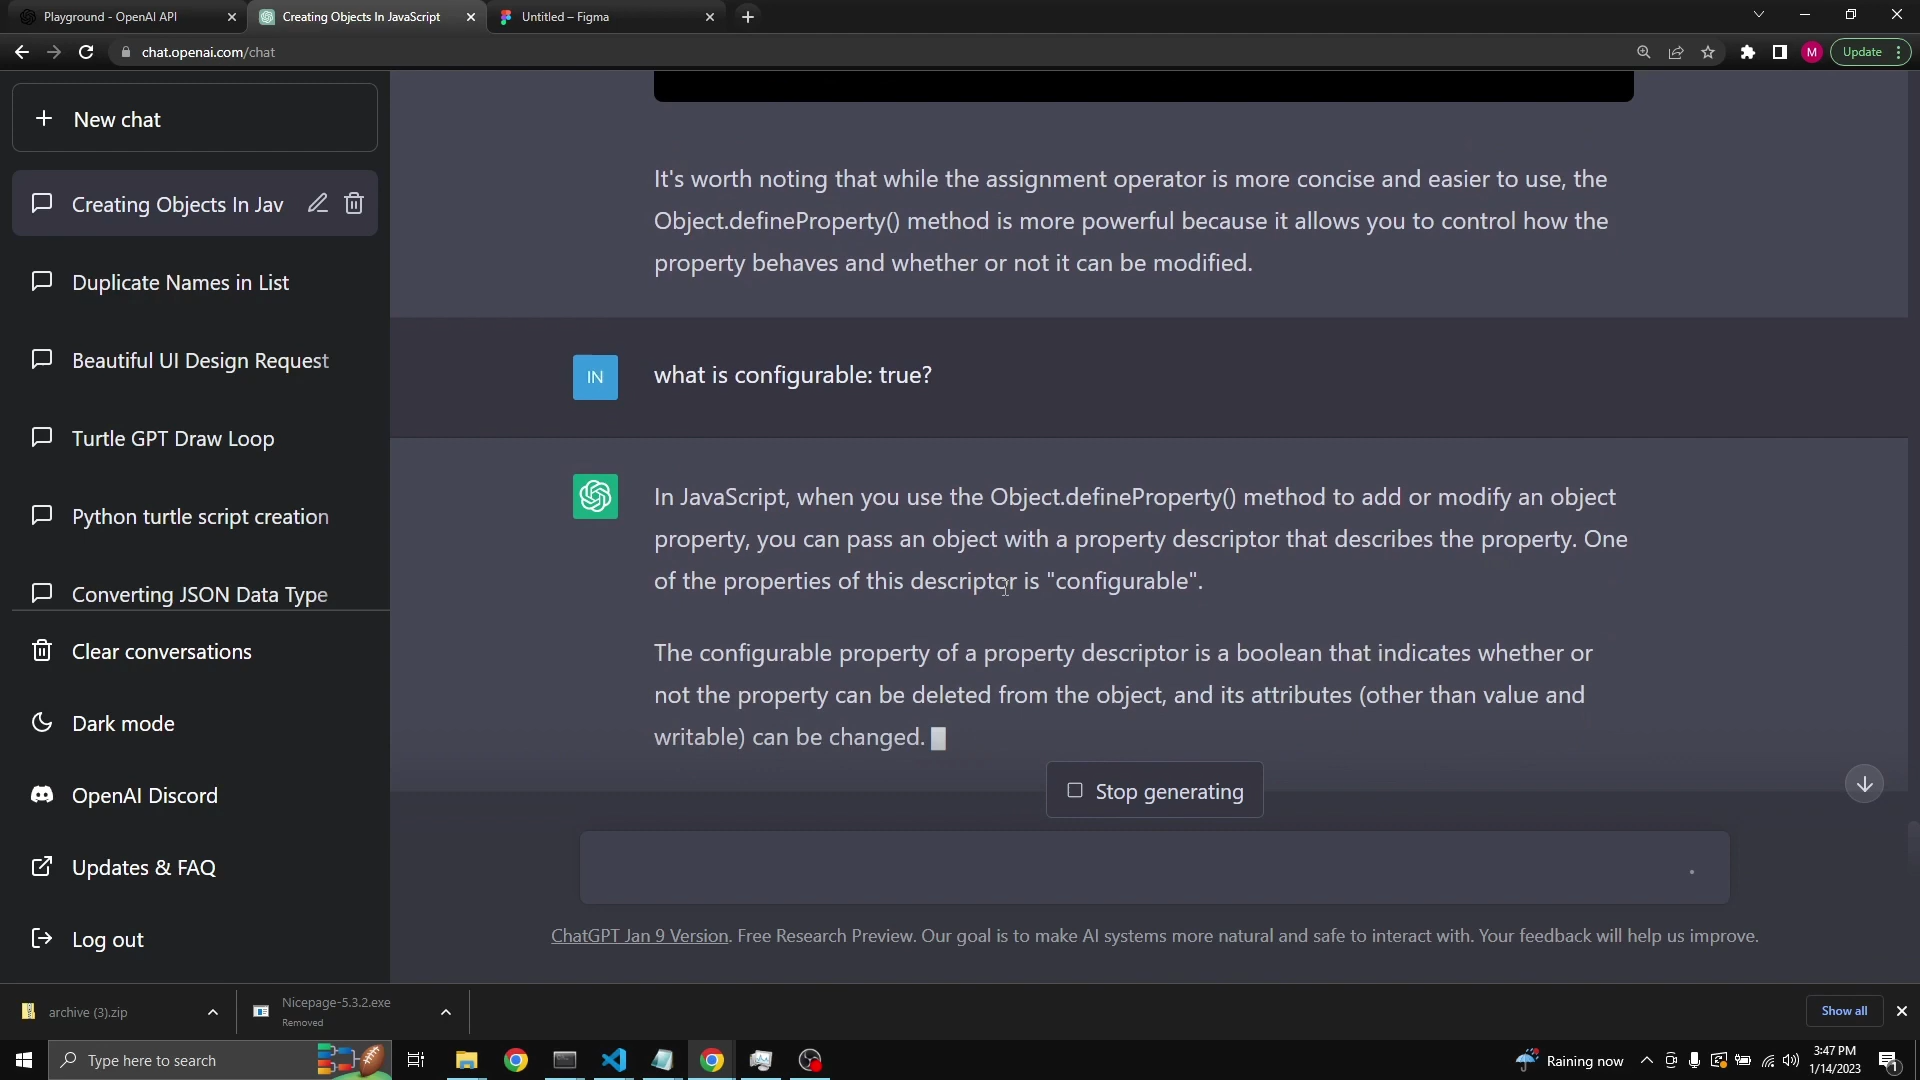 Playground - OpenAI API
Creating Objects In JavaScript
Untitled – Figma
chat.openai.com/chat
M
Update
New chat
Creating Objects In Jav
Duplicate Names in List
Beautiful UI Design Request
Turtle GPT Draw Loop
Python turtle script creation
Converting JSON Data Type
Clear conversations
Dark mode
OpenAI Discord
Updates & FAQ
Log out
It's worth noting that while the assignment operator is more concise and easier to use, the
Object.defineProperty() method is more powerful because it allows you to control how the
property behaves and whether or not it can be modified.
IN
what is configurable: true?
In JavaScript, when you use the Object.defineProperty() method to add or modify an object
property, you can pass an object with a property descriptor that describes the property. One
of the properties of this descriptor is "configurable".
The configurable property of a property descriptor is a boolean that indicates whether or
not the property can be deleted from the object, and its attributes (other than value and
writable) can be changed.
Stop generating
ChatGPT Jan 9 Version. Free Research Preview. Our goal is to make AI systems more natural and safe to interact with. Your feedback will help us improve.
archive (3).zip
Nicepage-5.3.2.exe
Removed
Show all
Type here to search
Raining now
3:47 PM
1/14/2023
1